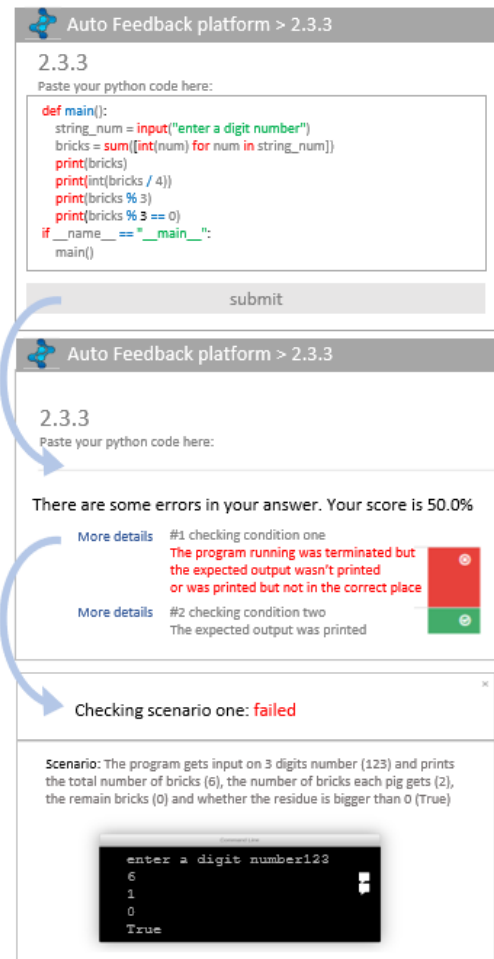 Auto Feedback platform > 2.3.3
2.3.3
Paste your python code here:
def main():
string_num = input("enter a digit number")
bricks = sum([int(num) for num in string_num])
print(bricks)
print(int(bricks / 4))
print(bricks % 3)
print(bricks % 3 == 0)
if __name__ == "__main__":
main()
submit
Auto Feedback platform > 2.3.3
2.3.3
Paste your python code here:
There are some errors in your answer. Your score is 50.0%
More details #1 checking condition one
The program running was terminated but
the expected output wasn't printed
or was printed but not in the correct place
More details #2 checking condition two
The expected output was printed
Checking scenario one: failed
Scenario: The program gets input on 3 digits number (123) and prints
the total number of bricks (6), the number of bricks each pig gets (2),
the remain bricks (0) and whether the residue is bigger than 0 (True)
Command Line
enter a digit number123
6
1
0
True